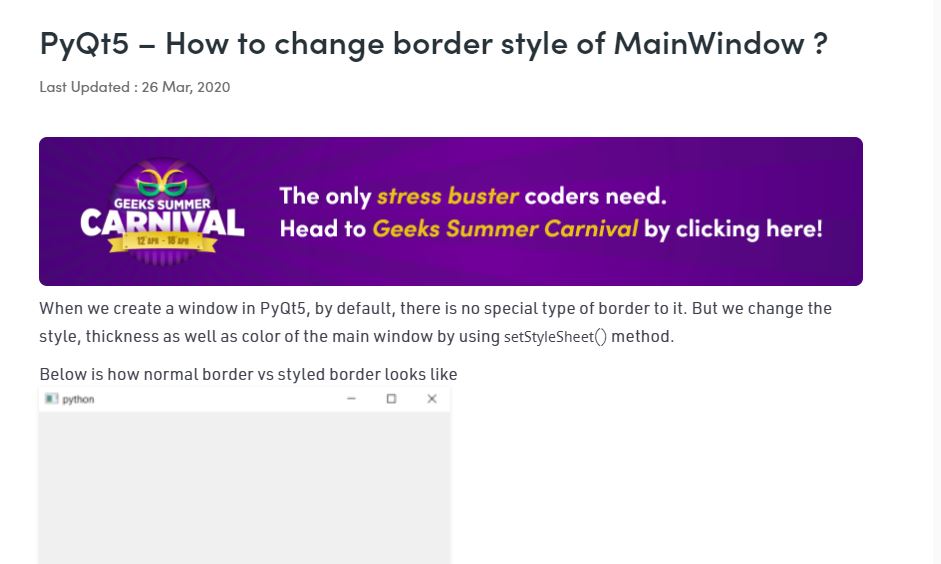 PyQt5 – How to change border style of MainWindow ?
Last Updated : 26 Mar, 2020
GEEKS SUMMER
CARNIVAL
12 APR - 18 APR
The only stress buster coders need.
Head to Geeks Summer Carnival by clicking here!
When we create a window in PyQt5, by default, there is no special type of border to it. But we change the
style, thickness as well as color of the main window by using setStyleSheet() method.
Below is how normal border vs styled border looks like
python